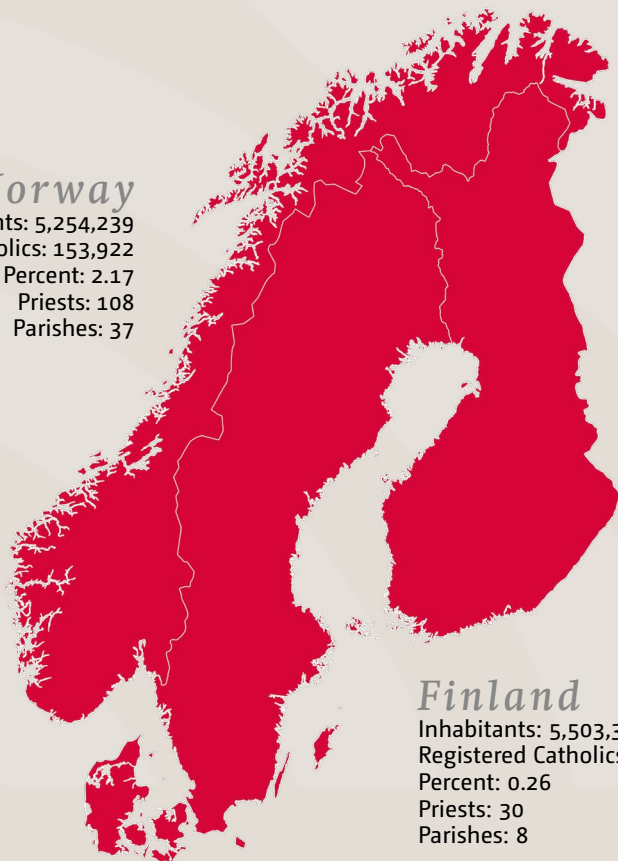 orway
nts: 5,254,239
olics: 153,922
Percent: 2.17
Priests: 108
Parishes: 37
Finland
Inhabitants: 5,503,3
Registered Catholics
Percent: 0.26
Priests: 30
Parishes: 8